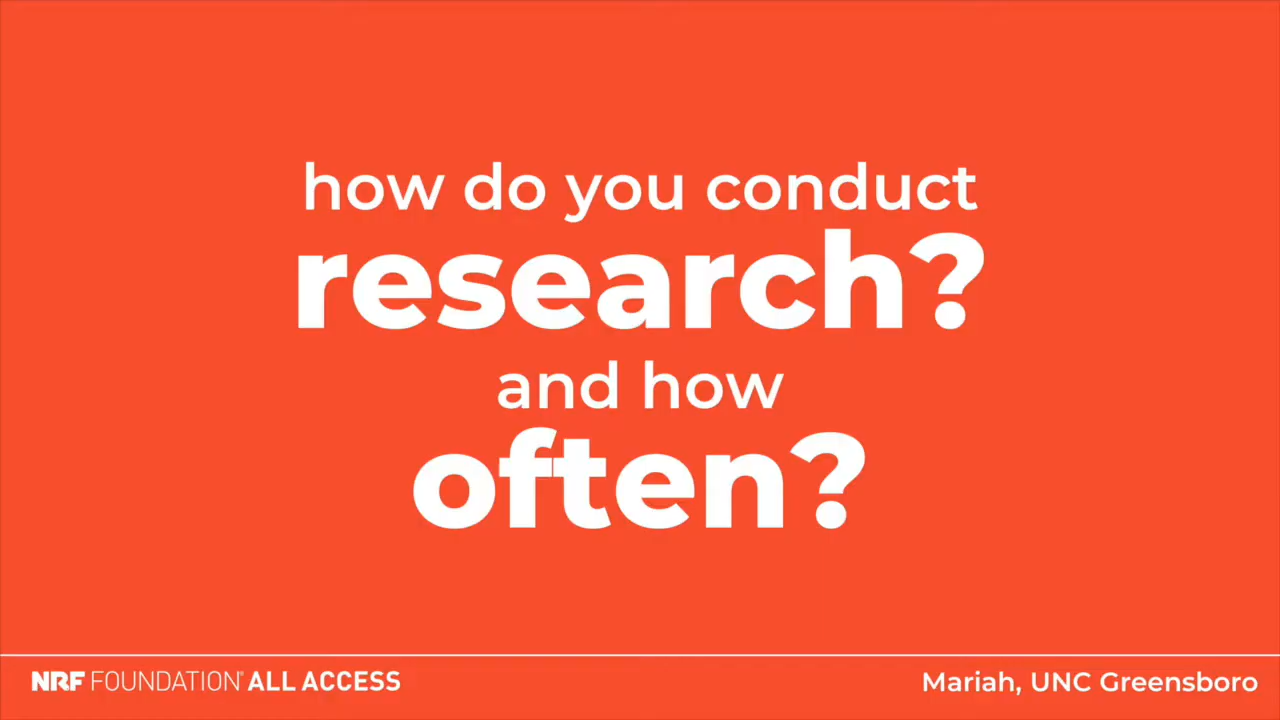 how do you conduct
research?
and how
often?
NRF FOUNDATION® ALL ACCESS
Mariah, UNC Greensboro